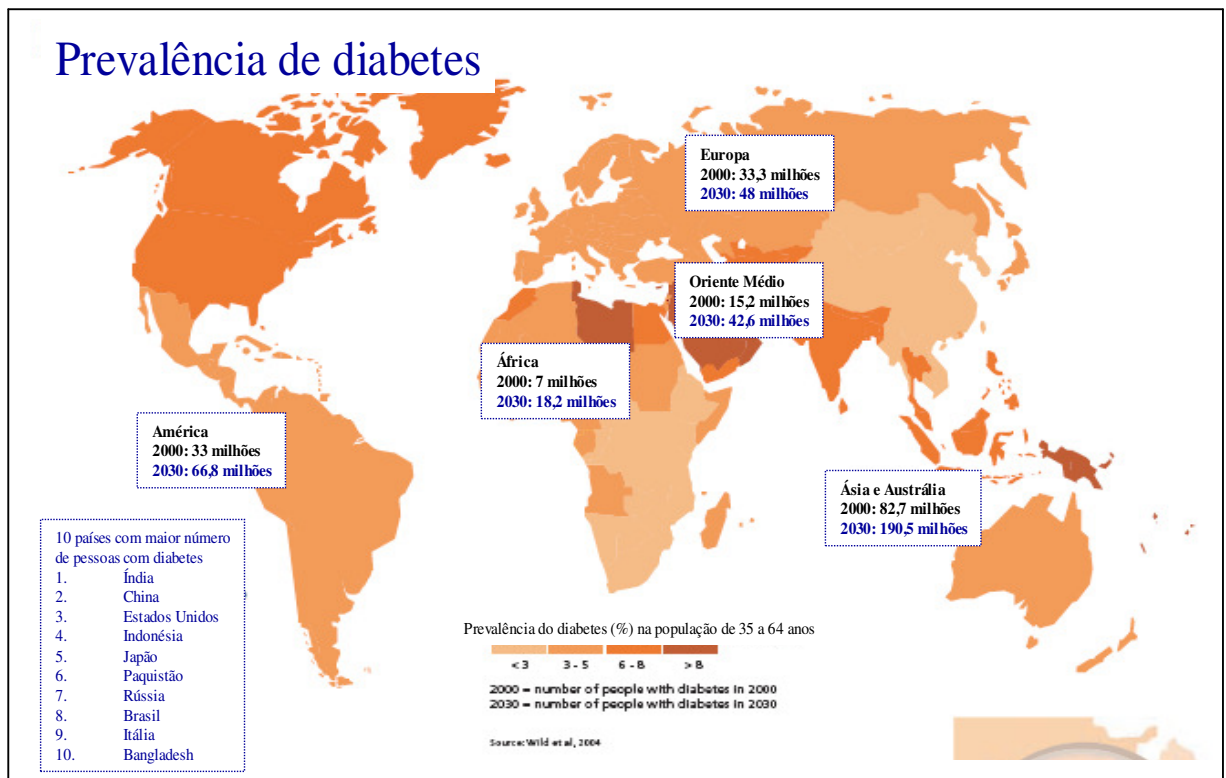 Prevalência de diabetes
Europa
2000: 33,3 milhões
2030: 48 milhões
Oriente Médio
2000: 15,2 milhões
2030: 42,6 milhões
África
2000: 7 milhões
2030: 18,2 milhões
América
2000: 33 milhões
2030: 66,8 milhões
Ásia e Austrália
2000: 82,7 milhões
2030: 190,5 milhões
10 países com maior número
de pessoas com diabetes
1. Índia
2. China
3. Estados Unidos
4. Indonésia
5. Japão
6. Paquistão
7. Rússia
8. Brasil
9. Itália
10. Bangladesh
Prevalência do diabetes (%) na população de 35 a 64 anos
<3 3 - 5 6 - 8 >8
2000 = number of people with diabetes in 2000
2030 = number of people with diabetes in 2030
Source: Wild et al, 2004